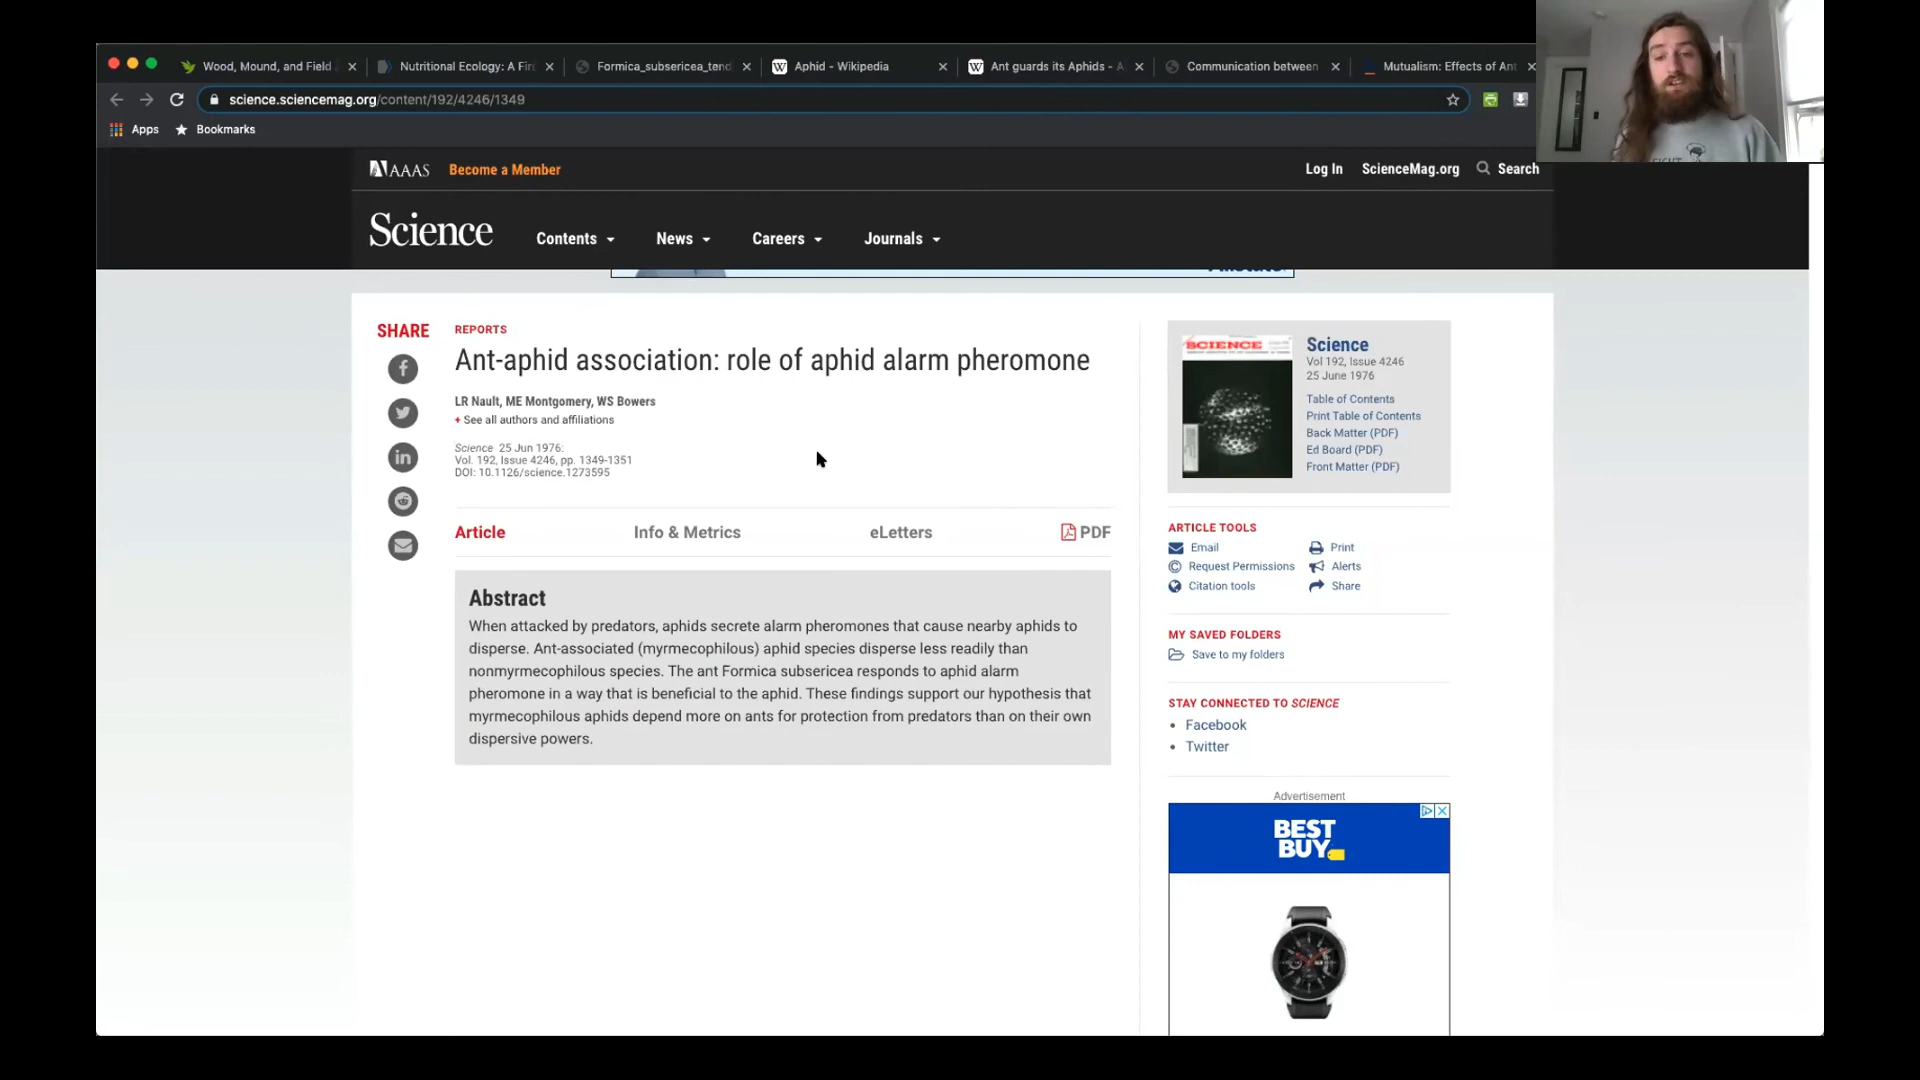 Wood, Mound, and Field
Nutritional Ecology: A Fir
Formica_subsericea_tend
Aphid - Wikipedia
Ant guards its Aphids - A
Communication between
Mutualism: Effects of Ant
science.sciencemag.org/content/192/4246/1349
Apps
Bookmarks
AAAS
Become a Member
Log In
ScienceMag.org
Search
Science
Contents
News
Careers
Journals
SHARE
REPORTS
Ant-aphid association: role of aphid alarm pheromone
LR Nault, ME Montgomery, WS Bowers
+ See all authors and affiliations
Science 25 Jun 1976:
Vol. 192, Issue 4246, pp. 1349-1351
DOI: 10.1126/science.1273595
Article
Info & Metrics
eLetters
PDF
Abstract
When attacked by predators, aphids secrete alarm pheromones that cause nearby aphids to
disperse. Ant-associated (myrmecophilous) aphid species disperse less readily than
nonmyrmecophilous species. The ant Formica subsericea responds to aphid alarm
pheromone in a way that is beneficial to the aphid. These findings support our hypothesis that
myrmecophilous aphids depend more on ants for protection from predators than on their own
dispersive powers.
SCIENCE
Science
Vol 192, Issue 4246
25 June 1976
Table of Contents
Print Table of Contents
Back Matter (PDF)
Ed Board (PDF)
Front Matter (PDF)
ARTICLE TOOLS
Email
Print
Request Permissions
Alerts
Citation tools
Share
MY SAVED FOLDERS
Save to my folders
STAY CONNECTED TO SCIENCE
Facebook
Twitter
Advertisement
BEST
BUY